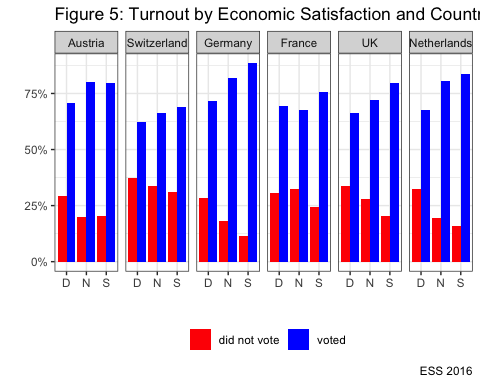 Figure 5: Turnout by Economic Satisfaction and Countr
Austria Switzerland Germany France UK Netherlands
75%
50%
25%
0%
D N S D N S D N S D N S D N S D N S
did not vote voted
ESS 2016